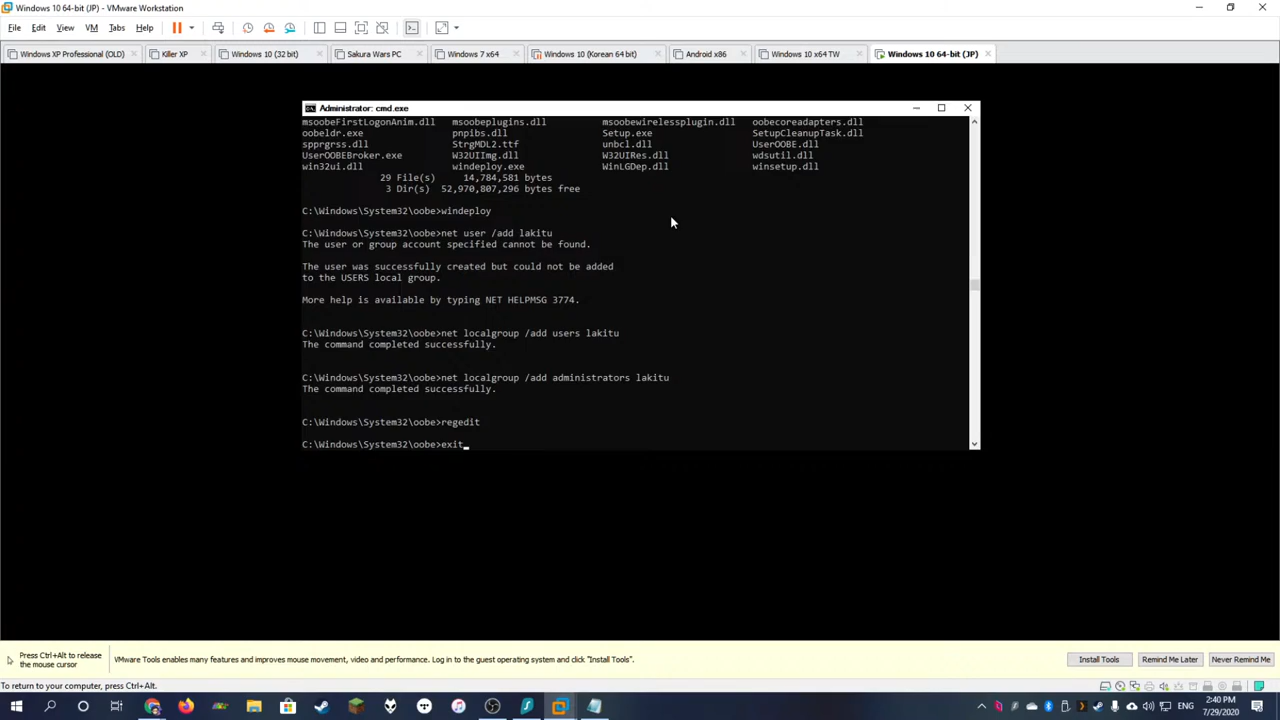 Windows 10 64-bit (JP) - VMware Workstation
File Edit View VM Tabs Help
Windows XP Professional (OLD) Killer XP Windows 10 (32 bit) Sakura Wars PC Windows 7 x64 Windows 10 (Korean 64 bit) Android x86 Windows 10 x64 TW Windows 10 64-bit (JP)
Administrator: cmd.exe
msoobeFirstLogonAnim.dll msoobeplugins.dll msoobewirelessplugin.dll oobecoreadapters.dll
oobeldr.exe pnpibs.dll Setup.exe SetupCleanupTask.dll
spprgrss.dll StrgMDL2.ttf unbcl.dll UserOOBE.dll
UserOOBEBroker.exe W32UIImg.dll W32UIRes.dll wdsutil.dll
win32ui.dll windeploy.exe WinLGDep.dll winsetup.dll
29 File(s) 14,784,581 bytes
3 Dir(s) 52,970,807,296 bytes free
C:\Windows\System32\oobe>windeploy
C:\Windows\System32\oobe>net user /add lakitu
The user or group account specified cannot be found.
The user was successfully created but could not be added
to the USERS local group.
More help is available by typing NET HELPMSG 3774.
C:\Windows\System32\oobe>net localgroup /add users lakitu
The command completed successfully.
C:\Windows\System32\oobe>net localgroup /add administrators lakitu
The command completed successfully.
C:\Windows\System32\oobe>regedit
C:\Windows\System32\oobe>exit_
Press Ctrl+Alt to release
the mouse cursor
VMware Tools enables many features and improves mouse movement, video and performance. Log in to the guest operating system and click "Install Tools".
Install Tools Remind Me Later Never Remind Me
To return to your computer, press Ctrl+Alt.
ENG
2:40 PM
7/29/2020